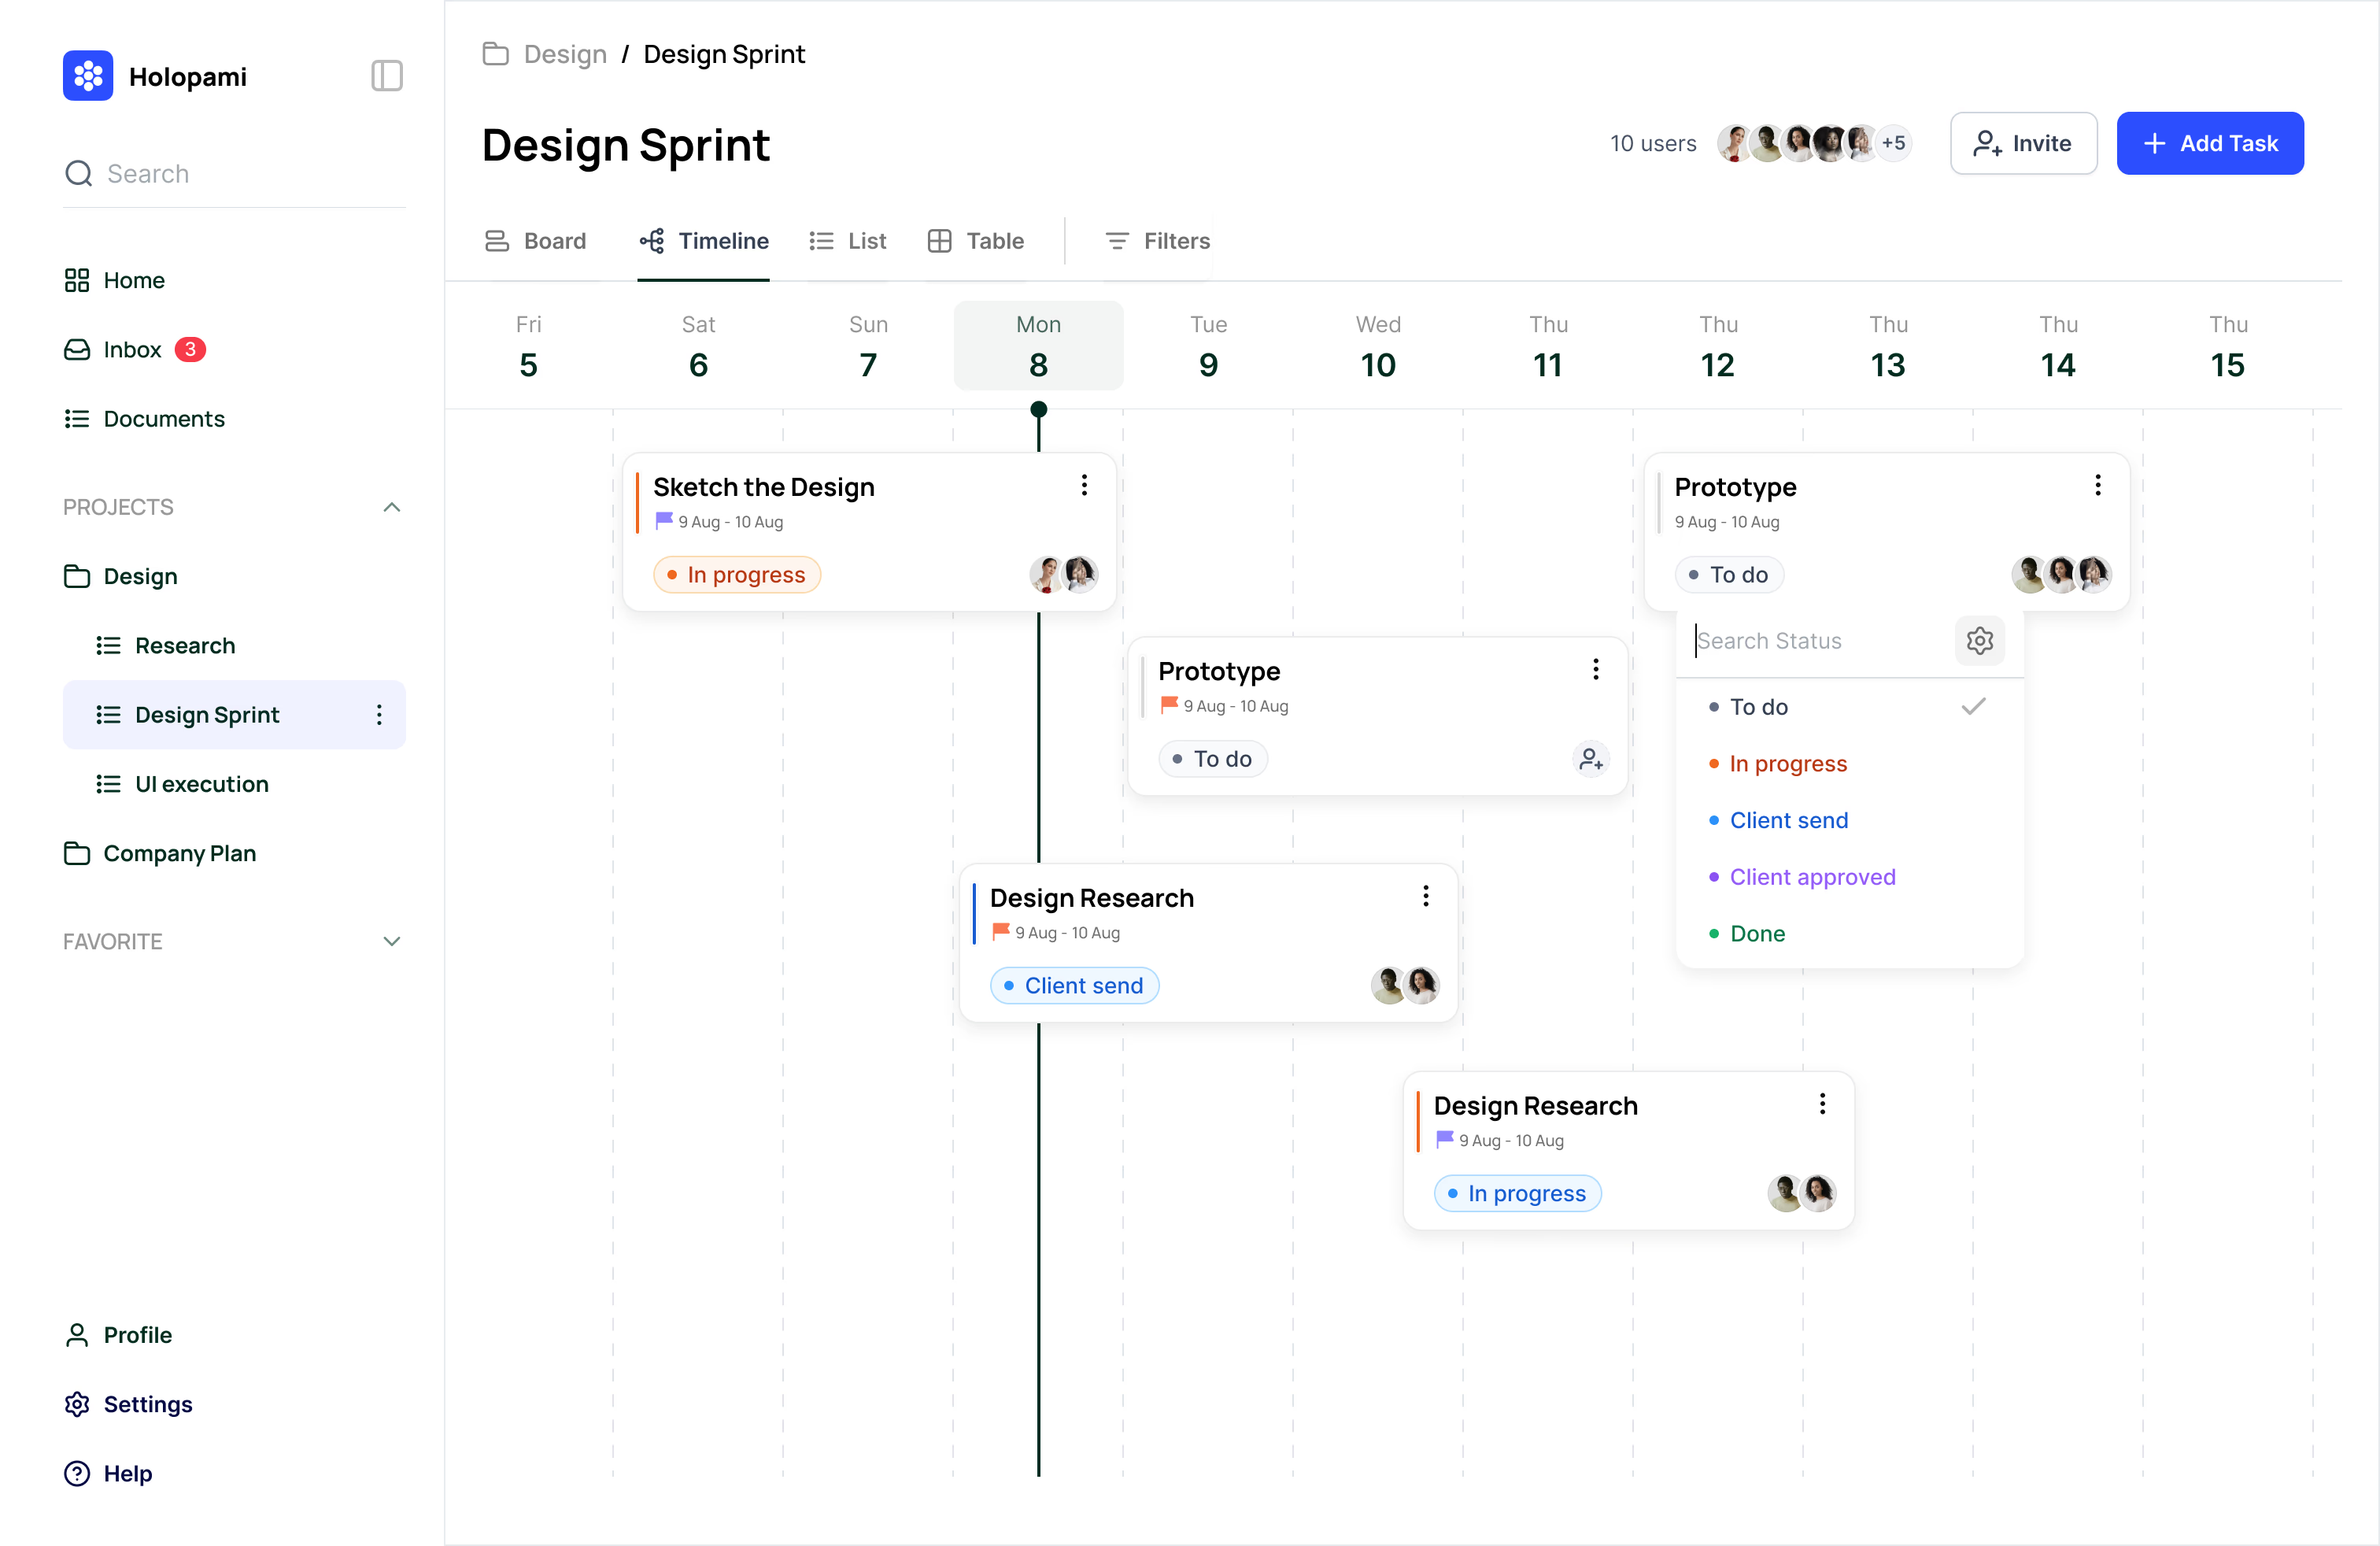 Holopami
Search
Home
Inbox 3
Documents
PROJECTS
Design
Research
Design Sprint
UI execution
Company Plan
FAVORITE
Profile
Settings
Help
Design / Design Sprint
Design Sprint
10 users +5 Invite + Add Task
Board Timeline List Table Filters
Fri Sat Sun Mon Tue Wed Thu Thu Thu Thu Thu
5 6 7 8 9 10 11 12 13 14 15
Sketch the Design
9 Aug - 10 Aug
In progress
Prototype
9 Aug - 10 Aug
To do
Search Status
To do
In progress
Client send
Client approved
Done
Prototype
9 Aug - 10 Aug
To do
Design Research
9 Aug - 10 Aug
Client send
Design Research
9 Aug - 10 Aug
In progress